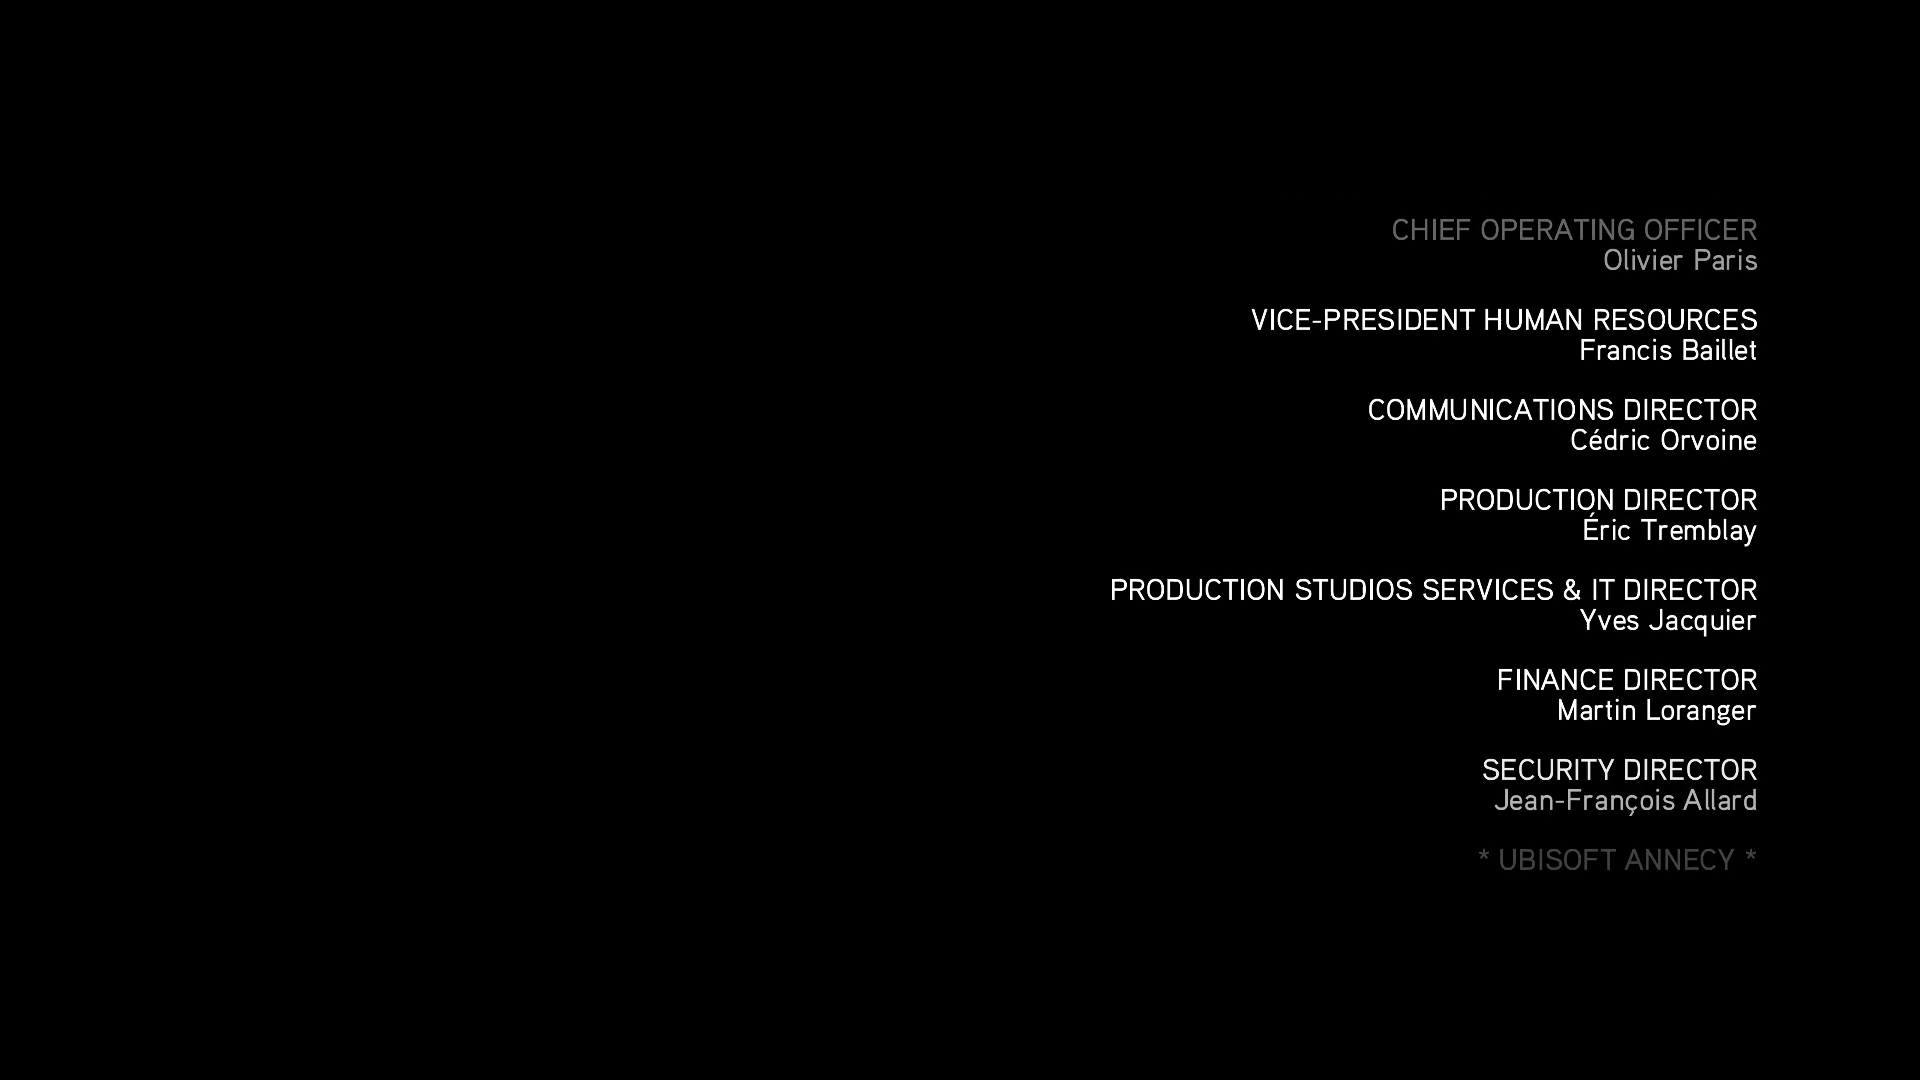 CHIEF OPERATING OFFICER
Olivier Paris
VICE-PRESIDENT HUMAN RESOURCES
Francis Baillet
COMMUNICATIONS DIRECTOR
Cédric Orvoine
PRODUCTION DIRECTOR
Éric Tremblay
PRODUCTION STUDIOS SERVICES & IT DIRECTOR
Yves Jacquier
FINANCE DIRECTOR
Martin Loranger
SECURITY DIRECTOR
Jean-François Allard
* UBISOFT ANNECY *